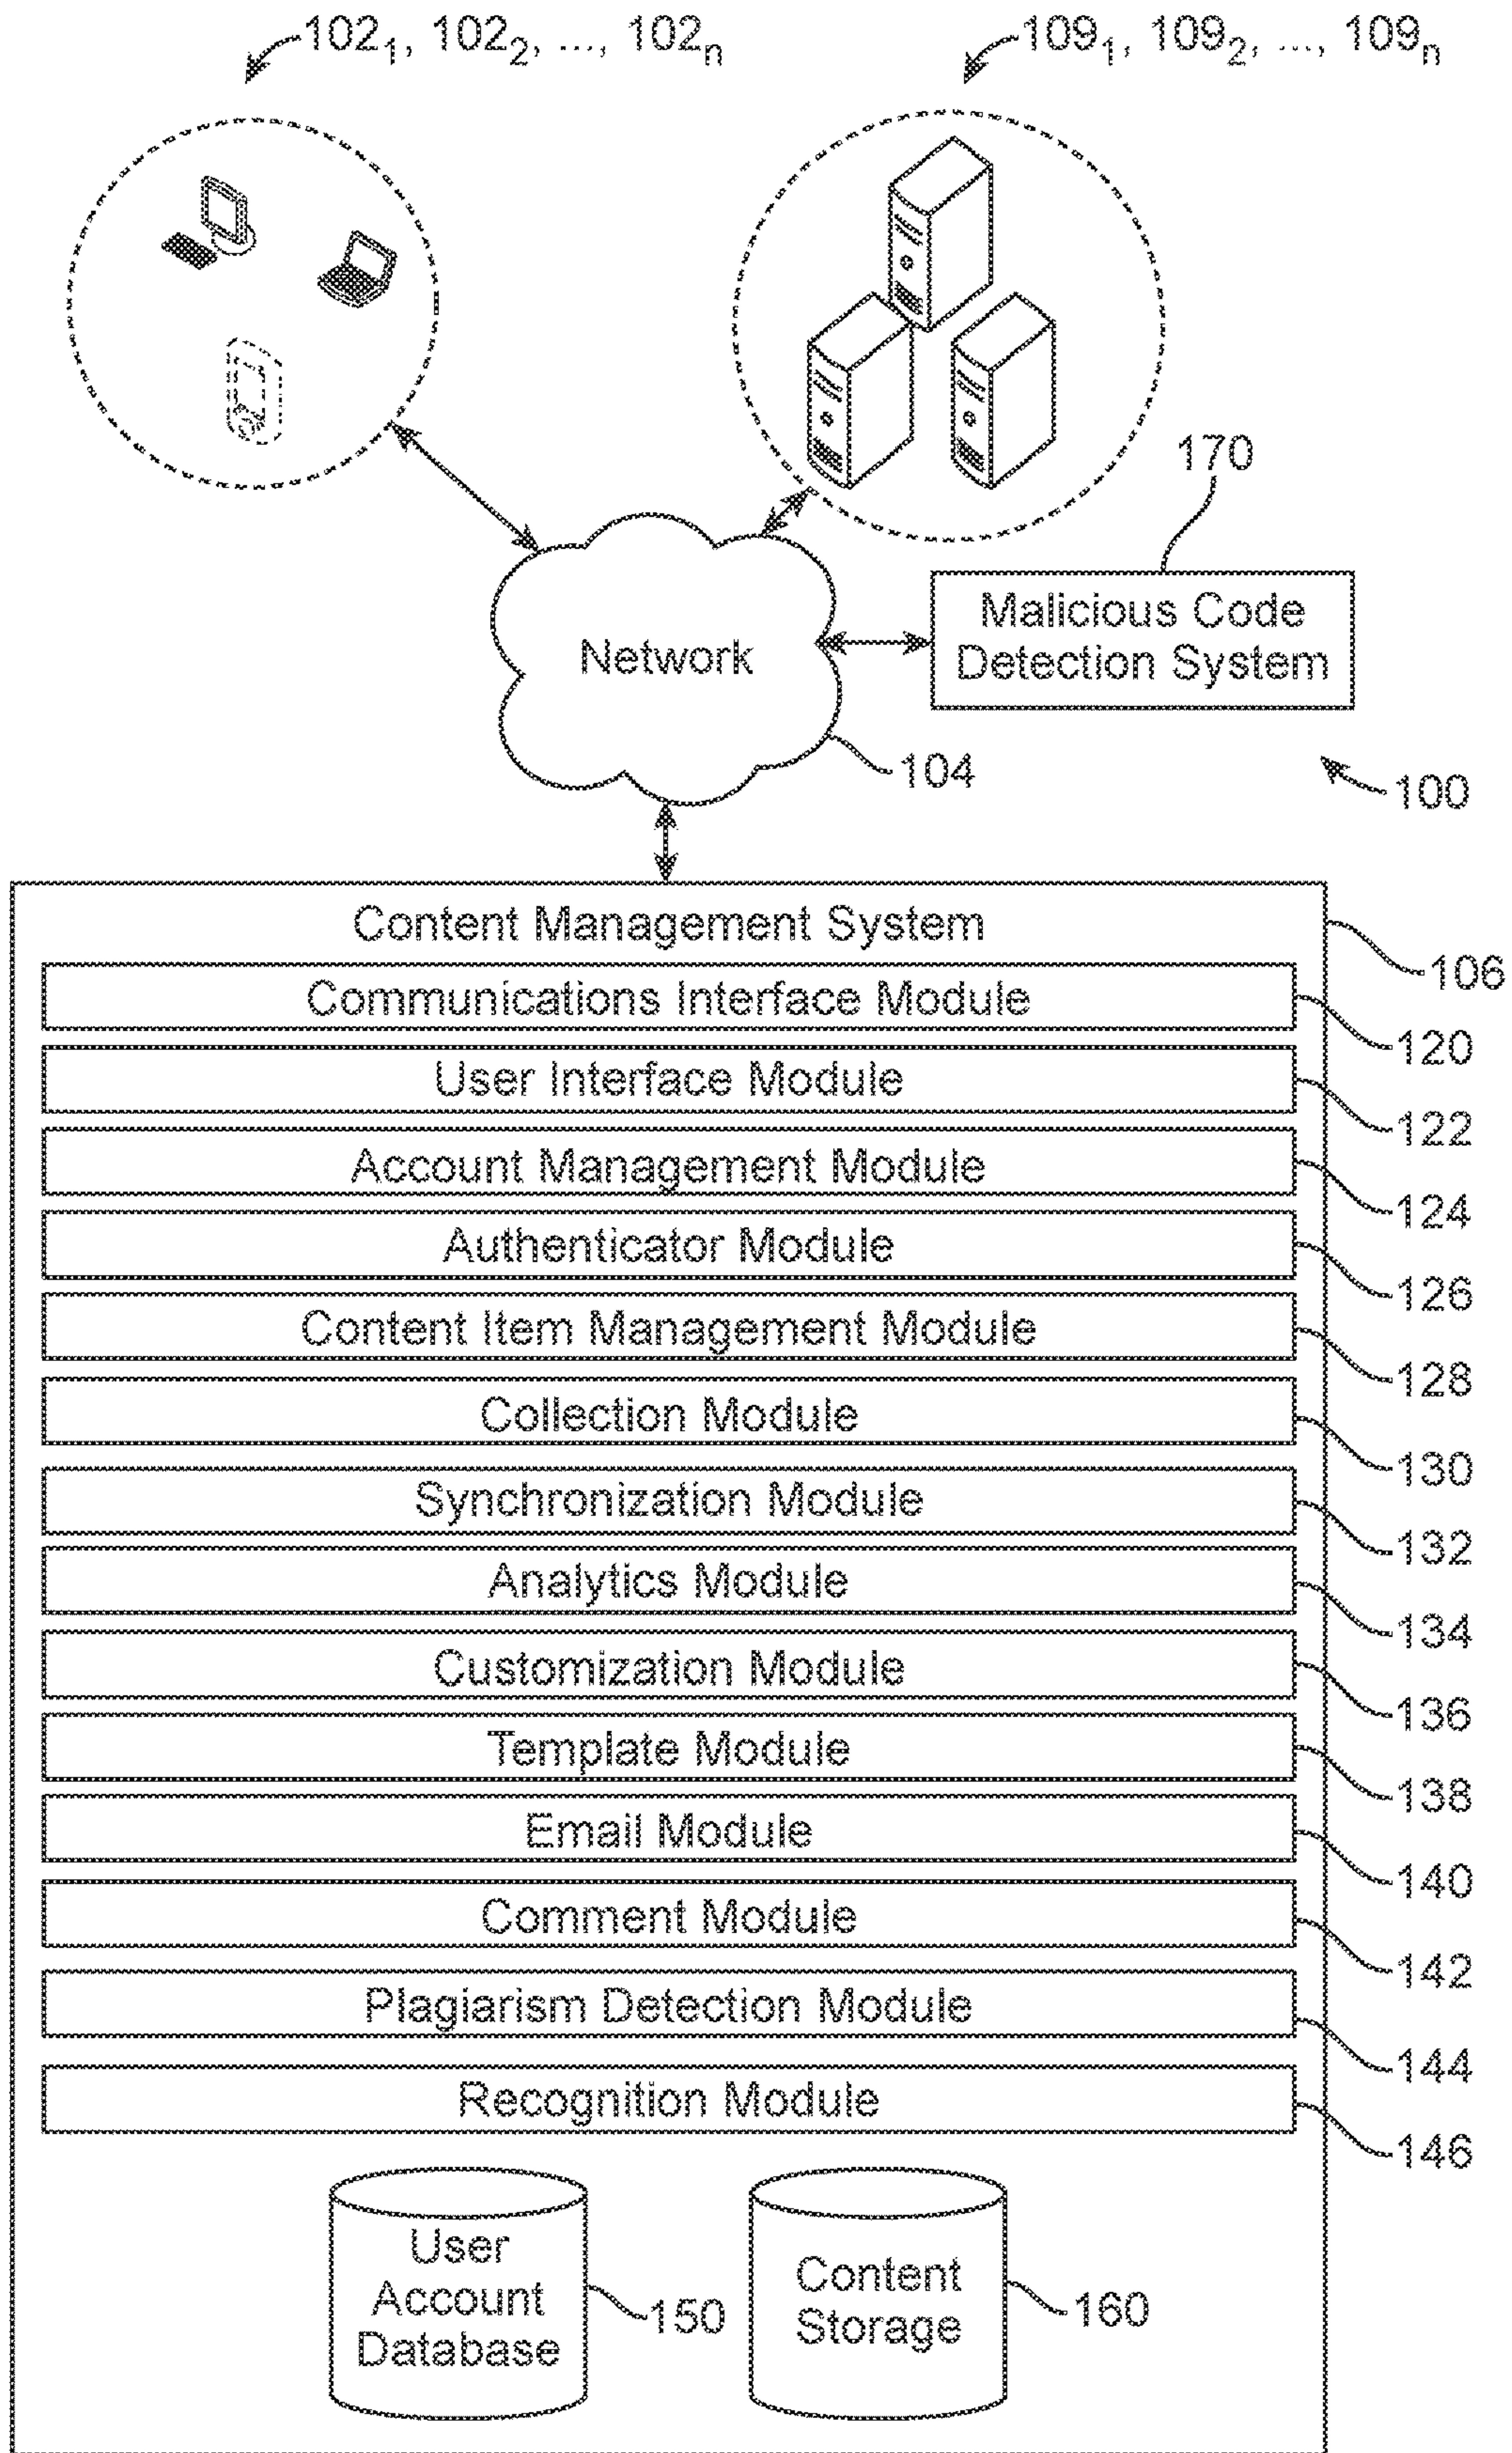 102₁, 102₂, ..., 102ₙ
109₁, 109₂, ..., 109ₙ
170
Malicious Code
Detection System
Network
104
100
Content Management System
106
Communications Interface Module
120
User Interface Module
122
Account Management Module
124
Authenticator Module
126
Content Item Management Module
128
Collection Module
130
Synchronization Module
132
Analytics Module
134
Customization Module
136
Template Module
138
Email Module
140
Comment Module
142
Plagiarism Detection Module
144
Recognition Module
146
User
Account
Database
150
Content
Storage
160